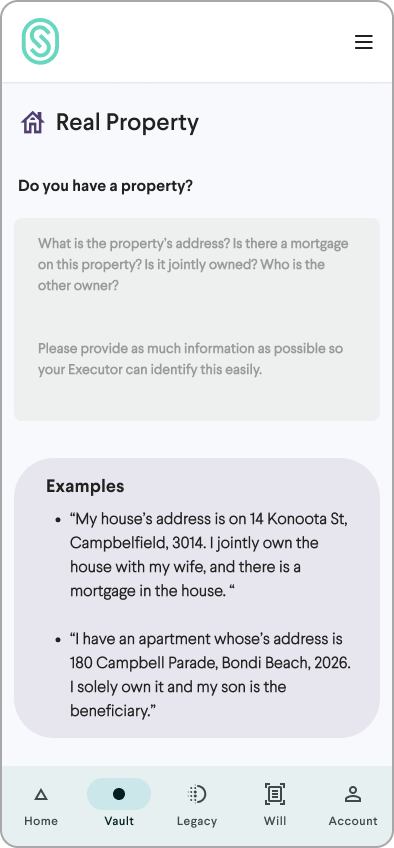 Real Property
Do you have a property?
What is the property's address? Is there a mortgage
on this property? Is it jointly owned? Who is the
other owner?
Please provide as much information as possible so
your Executor can identify this easily.
Examples
• “My house’s address is on 14 Konoota St,
Campbelfield, 3014. I jointly own the
house with my wife, and there is a
mortgage in the house. “
• “I have an apartment whose’s address is
180 Campbell Parade, Bondi Beach, 2026.
I solely own it and my son is the
beneficiary.”
Home Vault Legacy Will Account